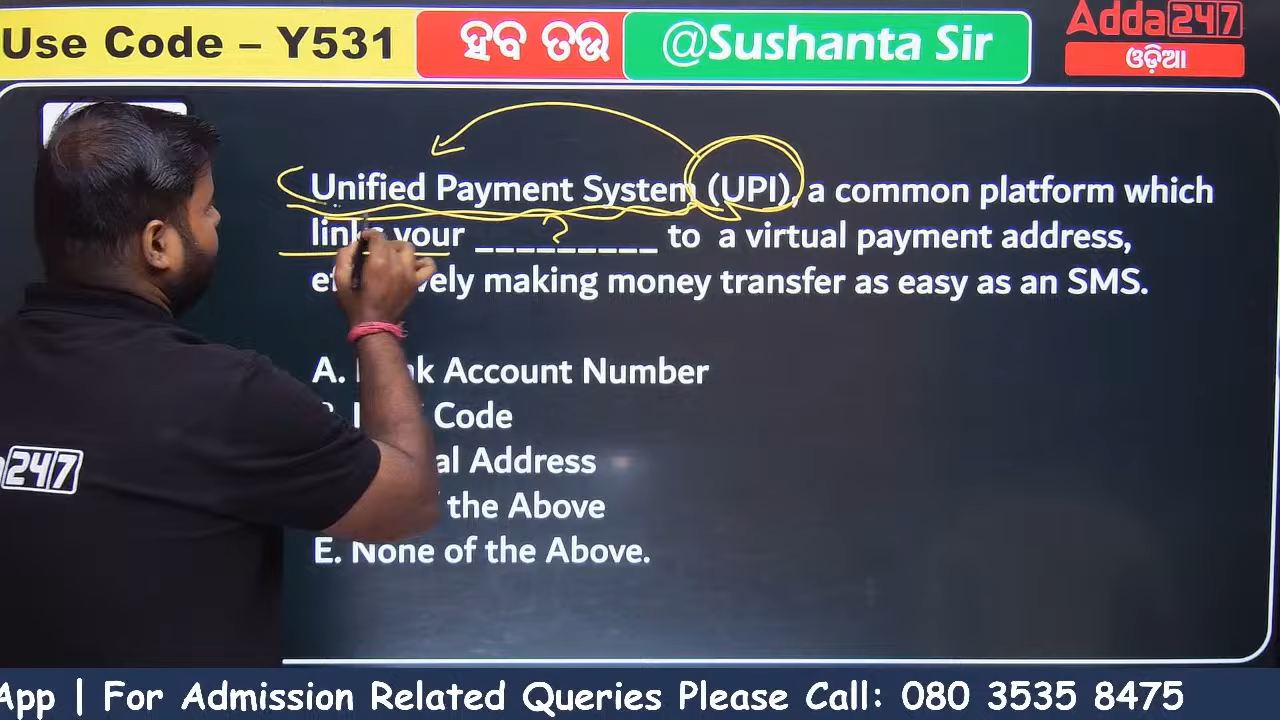 Use Code – Y531
ହବ ତଉ
@Sushanta Sir
Adda247
ଓଡ଼ିଆ
Unified Payment System (UPI), a common platform which
links your _________ to a virtual payment address,
making money transfer as easy as an SMS.
?
A. Account Number
Code
Address
the Above
E. None of the Above.
247
App | For Admission Related Queries Please Call: 080 3535 8475